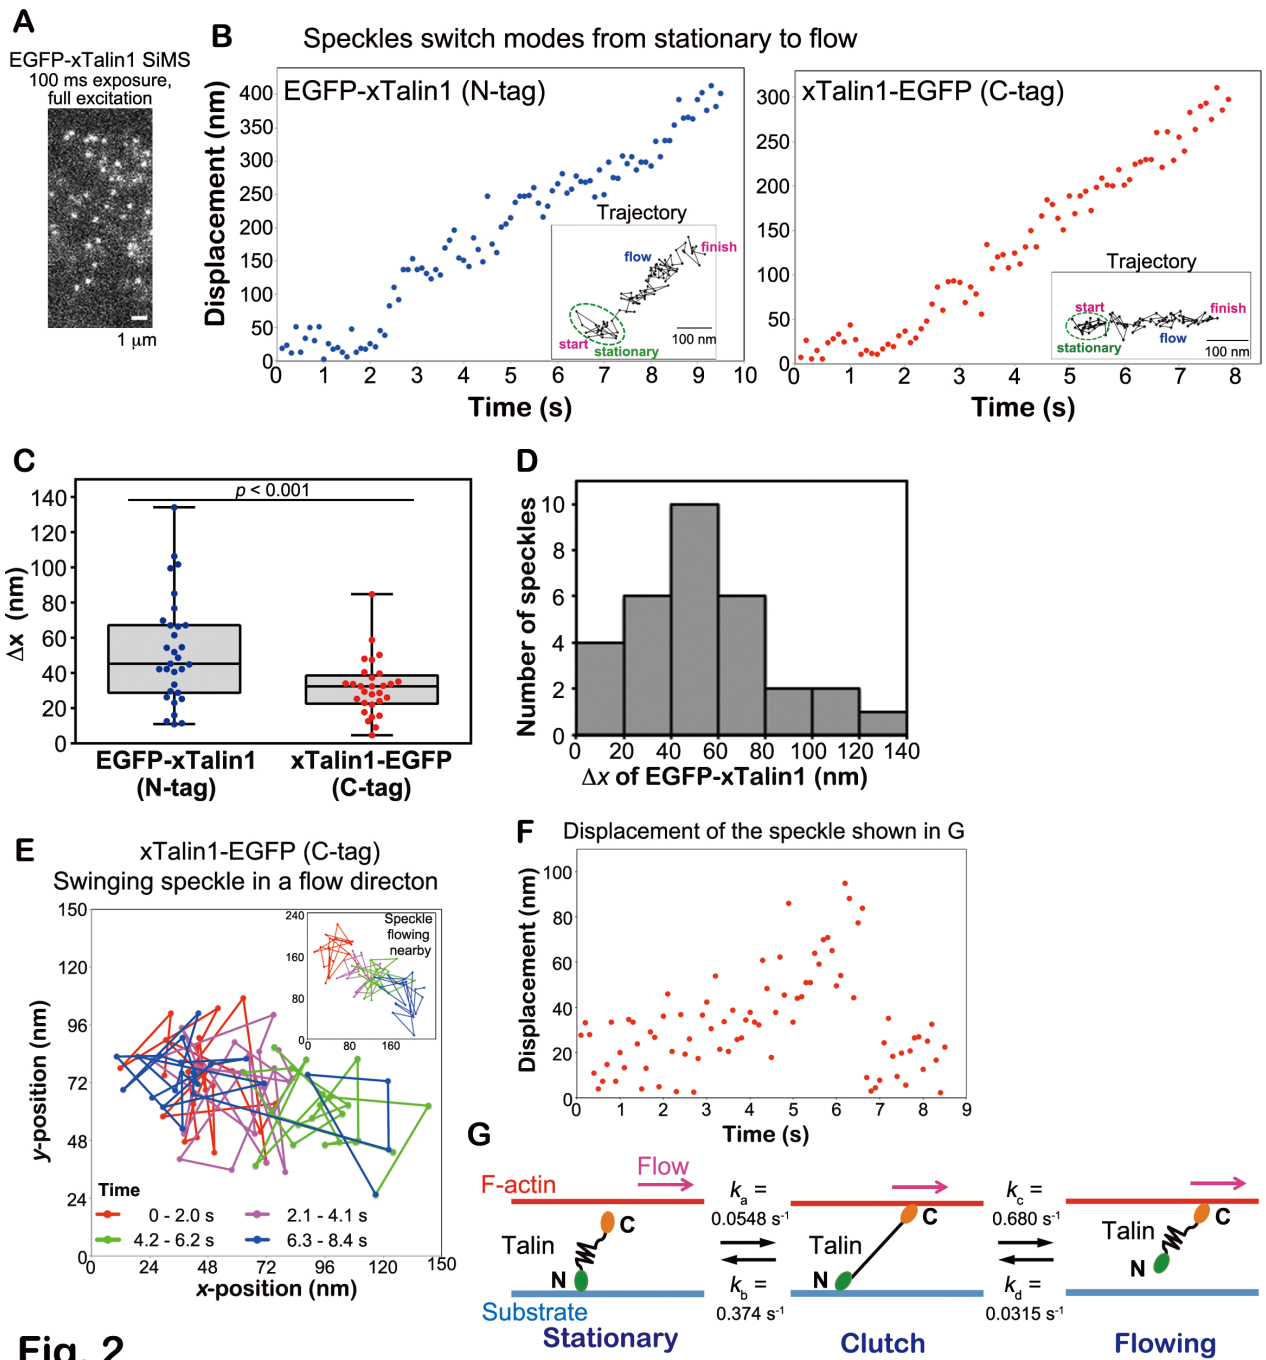 A
EGFP-xTalin1 SiMS
100 ms exposure,
full excitation
1 µm
B
Speckles switch modes from stationary to flow
EGFP-xTalin1 (N-tag)
Displacement (nm)
400
350
300
250
200
150
100
50
0
0 1 2 3 4 5 6 7 8 9 10
Time (s)
Trajectory
finish
flow
start
stationary
100 nm
xTalin1-EGFP (C-tag)
300
250
200
150
100
50
0
0 1 2 3 4 5 6 7 8
Time (s)
Trajectory
start
finish
stationary
flow
100 nm
C
p < 0.001
Δx (nm)
140
120
100
80
60
40
20
0
EGFP-xTalin1
(N-tag)
xTalin1-EGFP
(C-tag)
D
Number of speckles
10
8
6
4
2
0
0 20 40 60 80 100 120 140
Δx of EGFP-xTalin1 (nm)
E
xTalin1-EGFP (C-tag)
Swinging speckle in a flow directon
y-position (nm)
150
120
96
72
48
24
0
0 24 48 72 96 120 150
x-position (nm)
Speckle
flowing
nearby
240
160
80
0
0 80 160
Time
0 - 2.0 s
2.1 - 4.1 s
4.2 - 6.2 s
6.3 - 8.4 s
F
Displacement of the speckle shown in G
Displacement (nm)
100
80
60
40
20
0
0 1 2 3 4 5 6 7 8 9
Time (s)
G
F-actin
Flow
C
Talin
N
Substrate
Stationary
ka =
0.0548 s-1
kb =
0.374 s-1
C
Talin
N
Clutch
kc =
0.680 s-1
kd =
0.0315 s-1
C
Talin
N
Flowing
Fig. 2